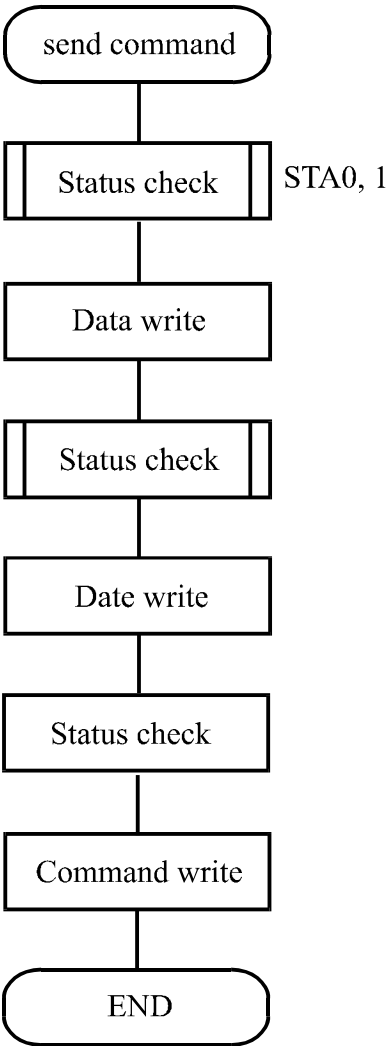 send command
Status check
STA0, 1
Data write
Status check
Date write
Status check
Command write
END